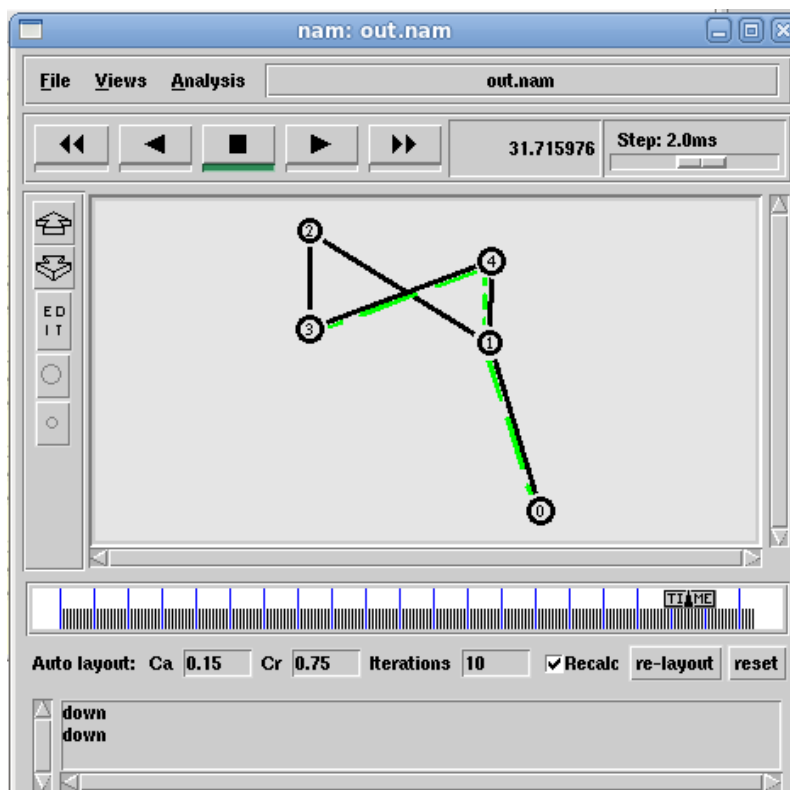 nam: out.nam
File Views Analysis out.nam
31.715976 Step: 2.0ms
2
4
ED
IT
3
1
0
TIME
Auto layout: Ca 0.15 Cr 0.75 Iterations 10 Recalc re-layout reset
down
down